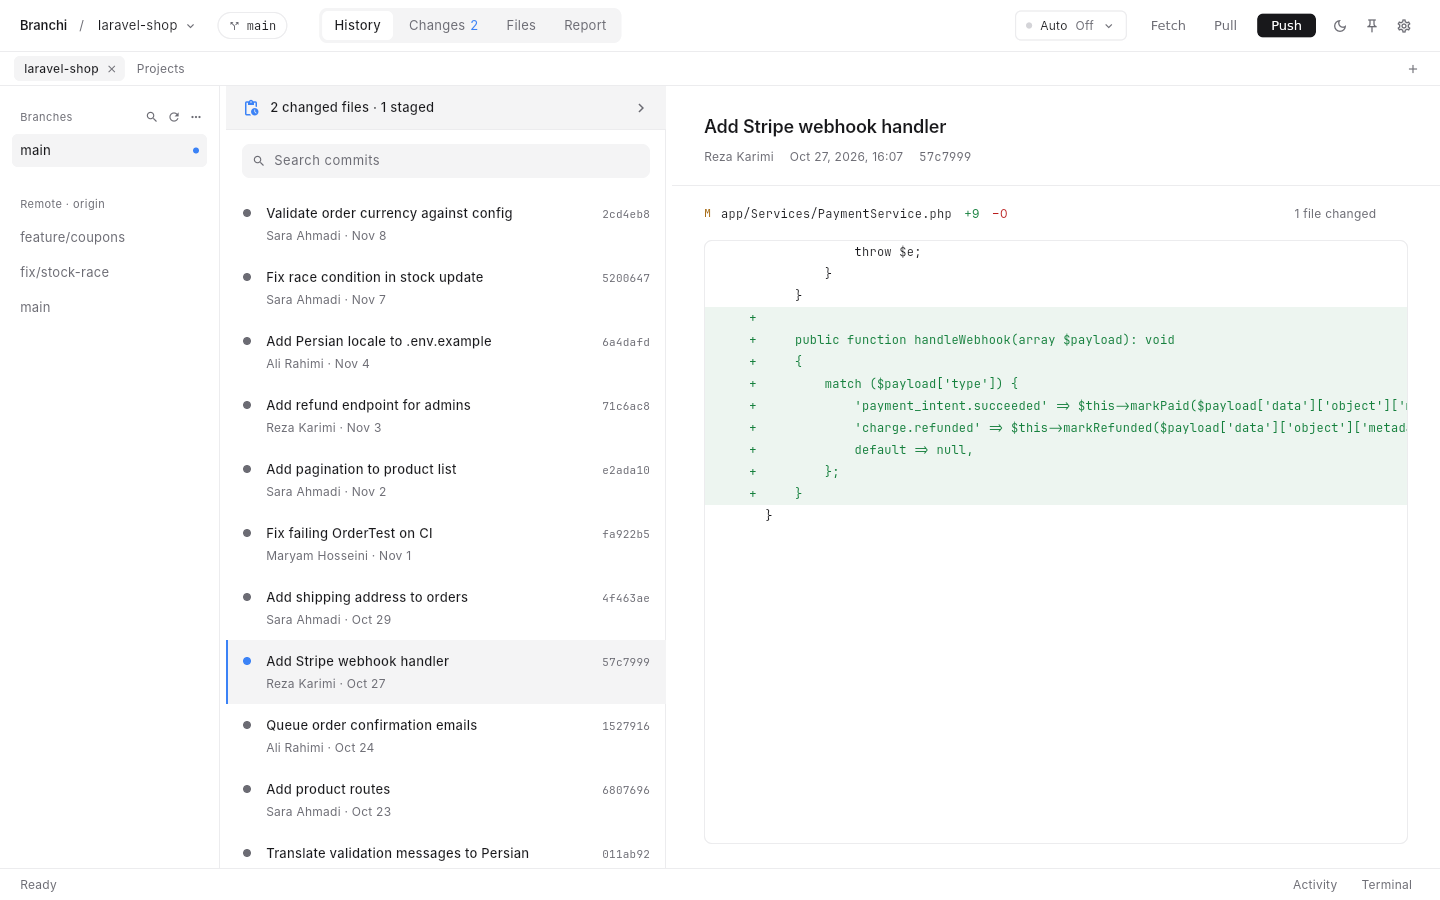 Branchi / laravel-shop main History Changes 2 Files Report Auto Off Fetch Pull Push
laravel-shop Projects
Branches
main
Remote · origin
feature/coupons
fix/stock-race
main
2 changed files · 1 staged
Search commits
Validate order currency against config 2cd4eb8
Sara Ahmadi · Nov 8
Fix race condition in stock update 5200647
Sara Ahmadi · Nov 7
Add Persian locale to .env.example 6a4dafd
Ali Rahimi · Nov 4
Add refund endpoint for admins 71c6ac8
Reza Karimi · Nov 3
Add pagination to product list e2ada10
Sara Ahmadi · Nov 2
Fix failing OrderTest on CI fa922b5
Maryam Hosseini · Nov 1
Add shipping address to orders 4f463ae
Sara Ahmadi · Oct 29
Add Stripe webhook handler 57c7999
Reza Karimi · Oct 27
Queue order confirmation emails 1527916
Ali Rahimi · Oct 24
Add product routes 6807696
Sara Ahmadi · Oct 23
Translate validation messages to Persian 011ab92
Add Stripe webhook handler
Reza Karimi Oct 27, 2026, 16:07 57c7999
M app/Services/PaymentService.php +9 −0 1 file changed
throw $e;
}
}
+
+ public function handleWebhook(array $payload): void
+ {
+ match ($payload['type']) {
+ 'payment_intent.succeeded' => $this->markPaid($payload['data']['object']['
+ 'charge.refunded' => $this->markRefunded($payload['data']['object']['metad
+ default => null,
+ };
+ }
}
Ready Activity Terminal